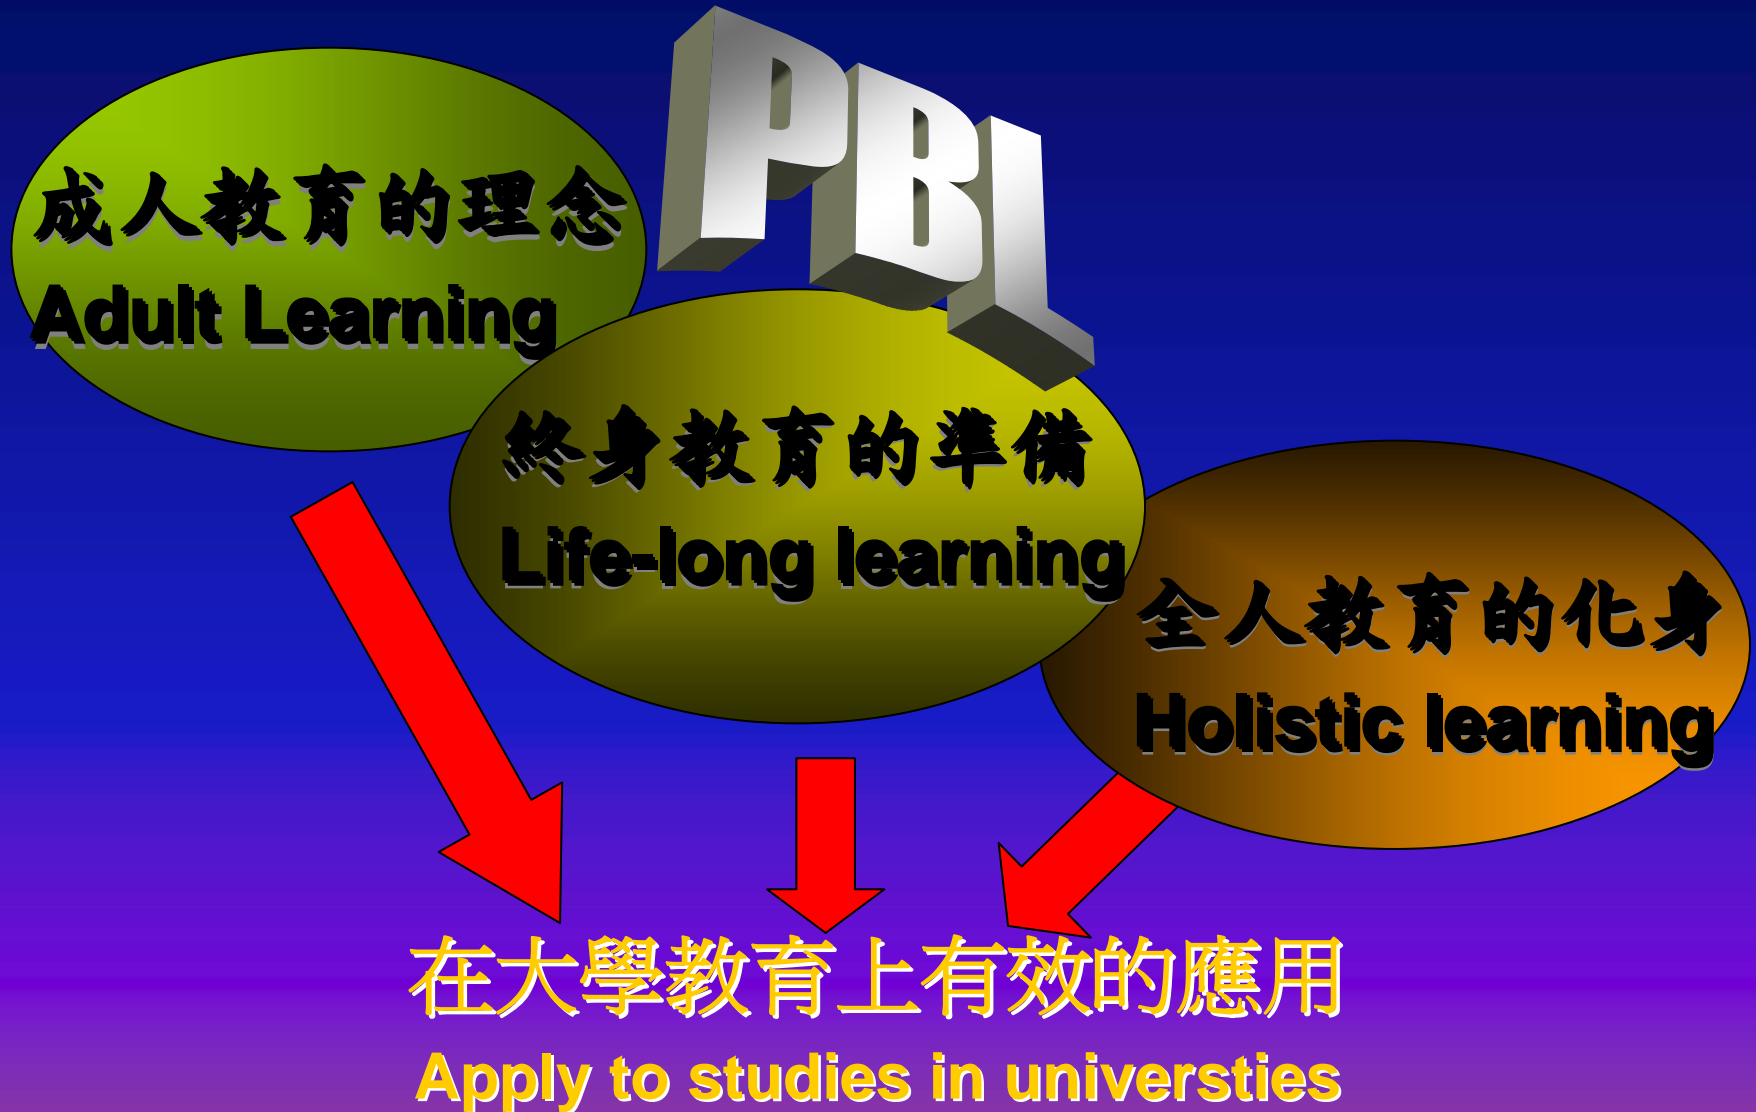 PBL
成人教育的理念
Adult Learning
終身教育的準備
Life-long learning
全人教育的化身
Holistic learning
在大學教育上有效的應用
Apply to studies in universties